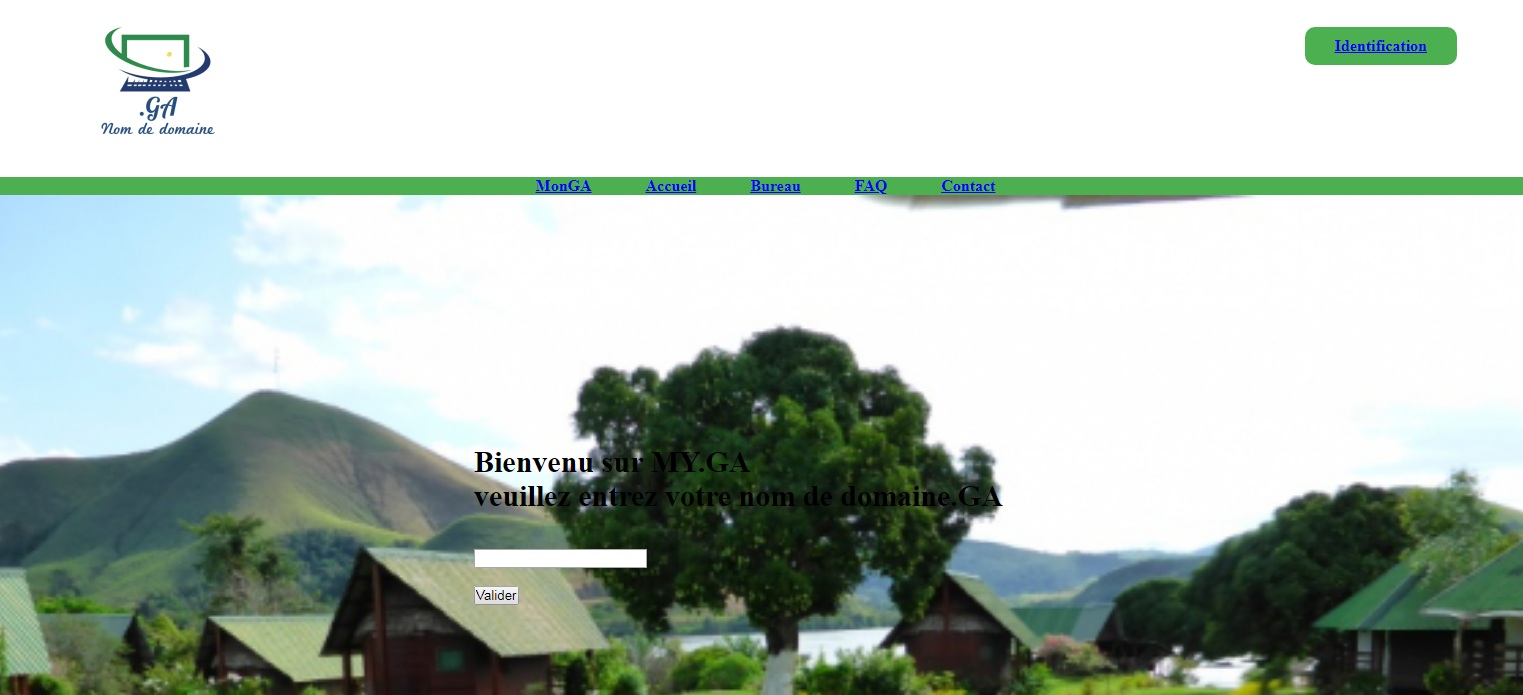 .GA
Nom de domaine
Identification
MonGA Accueil Bureau FAQ Contact
Bienvenu sur MY.GA
veuillez entrez votre nom de domaine.GA
Valider